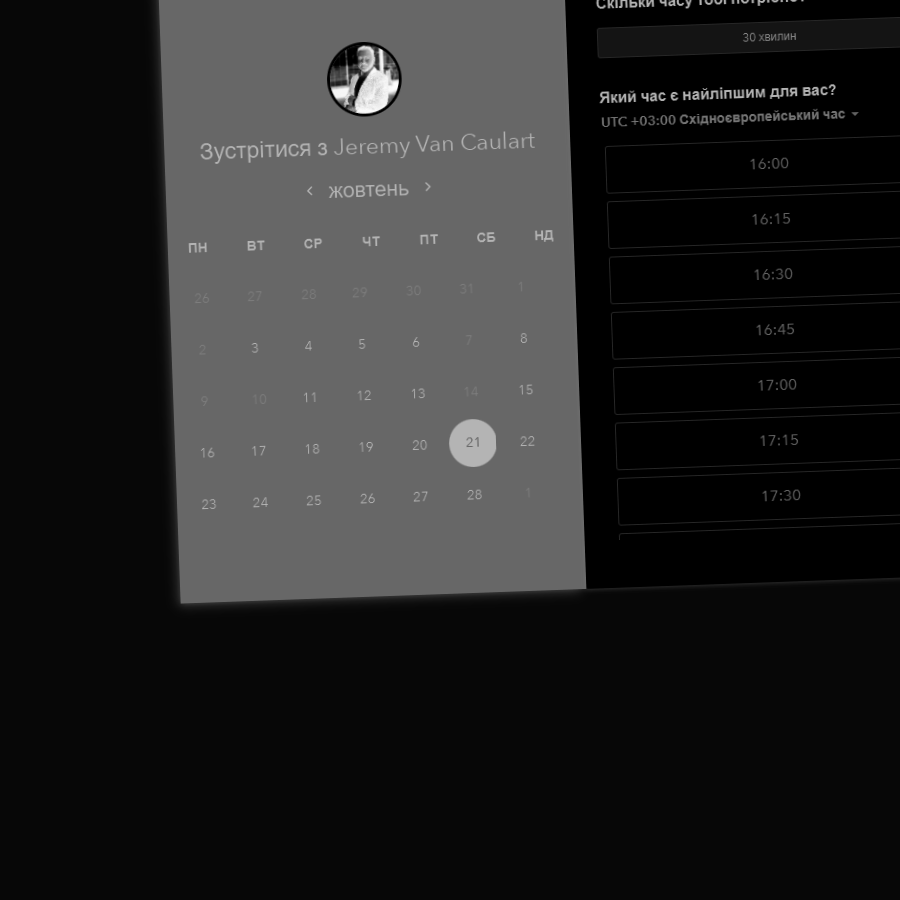 Зустрітися з Jeremy Van Caulart
‹ жовтень ›
ПН ВТ СР ЧТ ПТ СБ НД
26 27 28 29 30 31 1
2 3 4 5 6 7 8
9 10 11 12 13 14 15
16 17 18 19 20 21 22
23 24 25 26 27 28 1
Скільки часу тобі потрібно?
30 хвилин
Який час є найліпшим для вас?
UTC +03:00 Східноєвропейський час
16:00
16:15
16:30
16:45
17:00
17:15
17:30